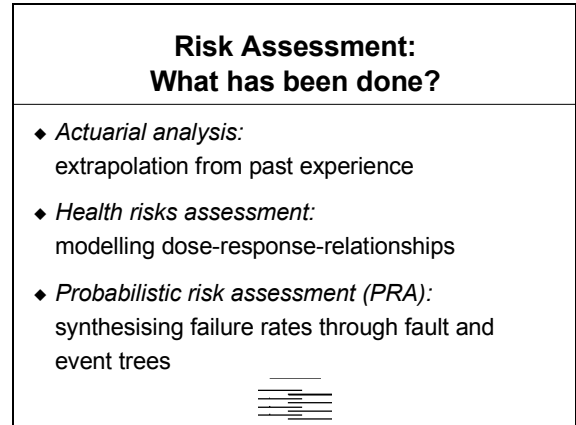 Risk Assessment:
What has been done?
◆ Actuarial analysis:
extrapolation from past experience
◆ Health risks assessment:
modelling dose-response-relationships
◆ Probabilistic risk assessment (PRA):
synthesising failure rates through fault and
event trees